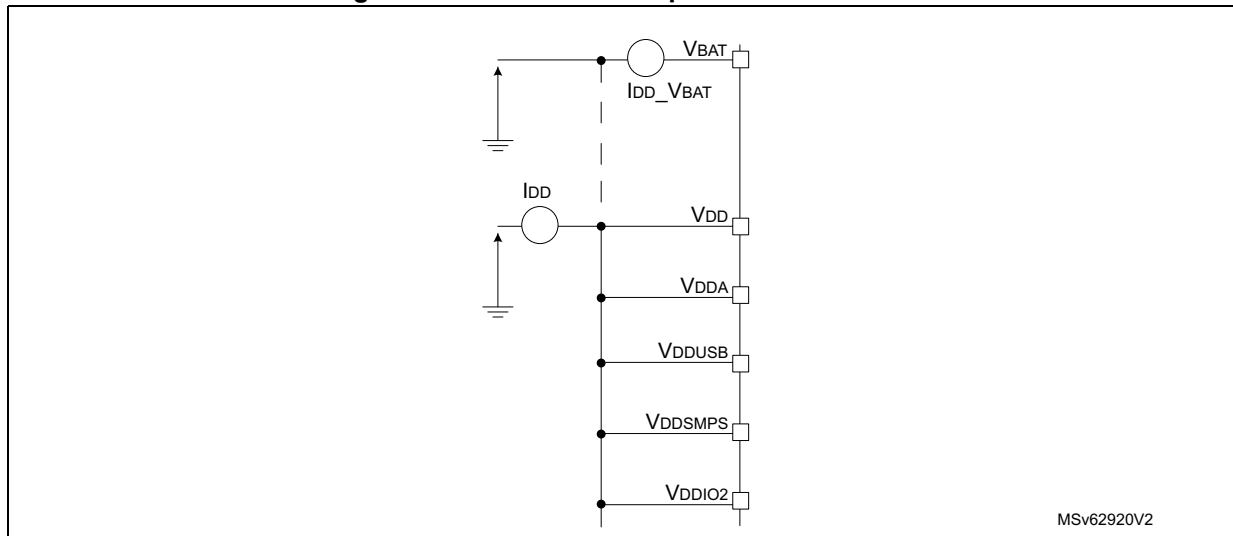 VBAT
IDD_VBAT
IDD
VDD
VDDA
VDDUSB
VDDSMPS
VDDIO2
MSv62920V2